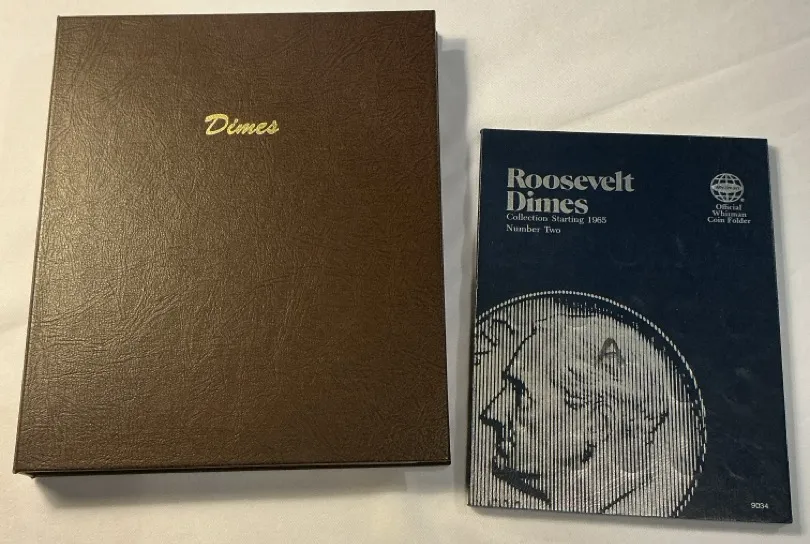 Dimes
Roosevelt
Dimes
Collection Starting 1965
Number Two
Official
Whitman
Coin Folder
A
9034